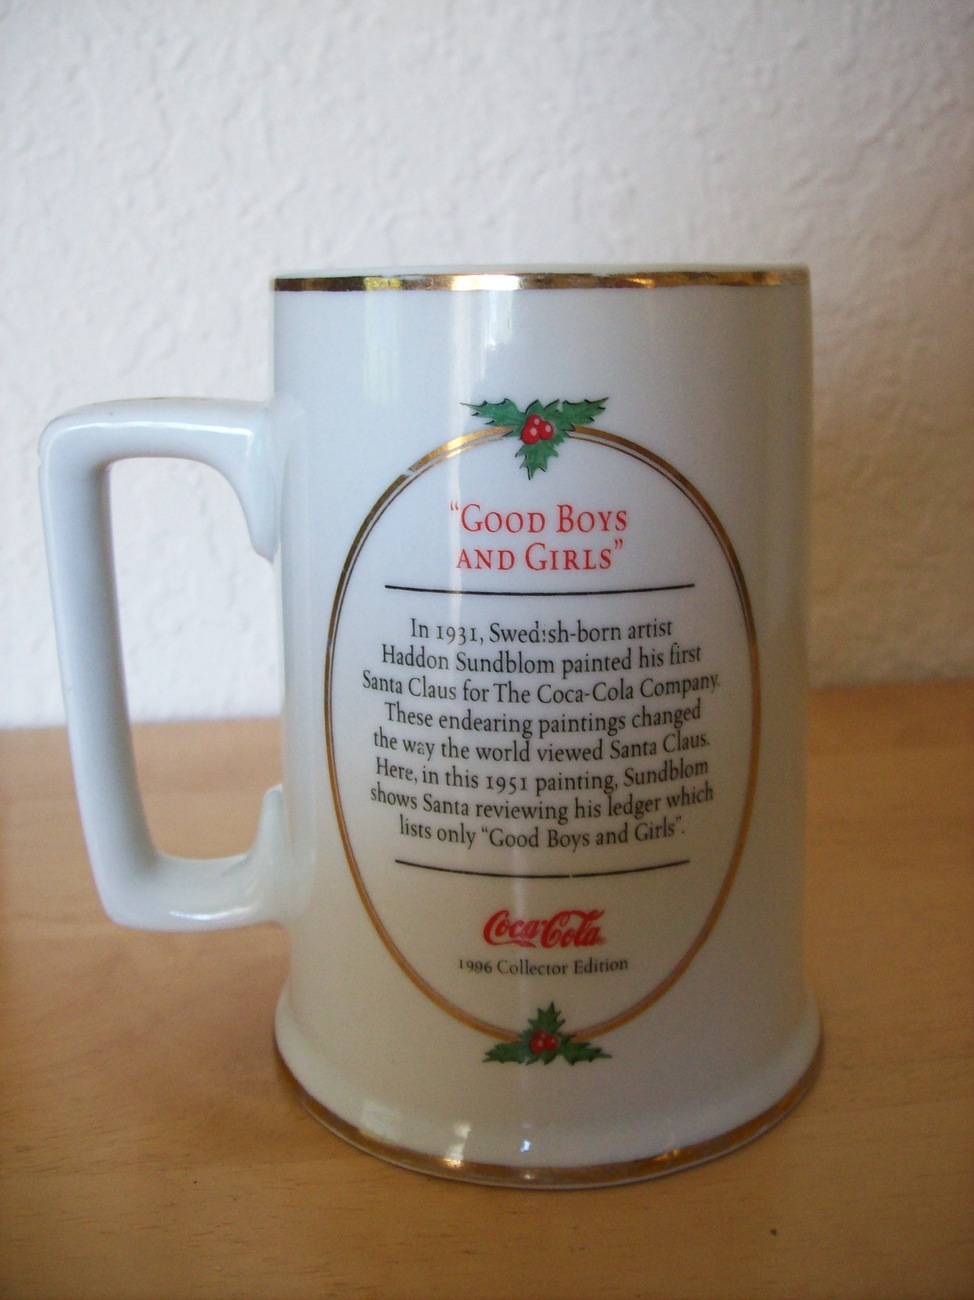 “GOOD BOYS
AND GIRLS”
In 1931, Swedish-born artist
Haddon Sundblom painted his first
Santa Claus for The Coca-Cola Company.
These endearing paintings changed
the way the world viewed Santa Claus.
Here, in this 1951 painting, Sundblom
shows Santa reviewing his ledger which
lists only “Good Boys and Girls”.
Coca-Cola
1996 Collector Edition